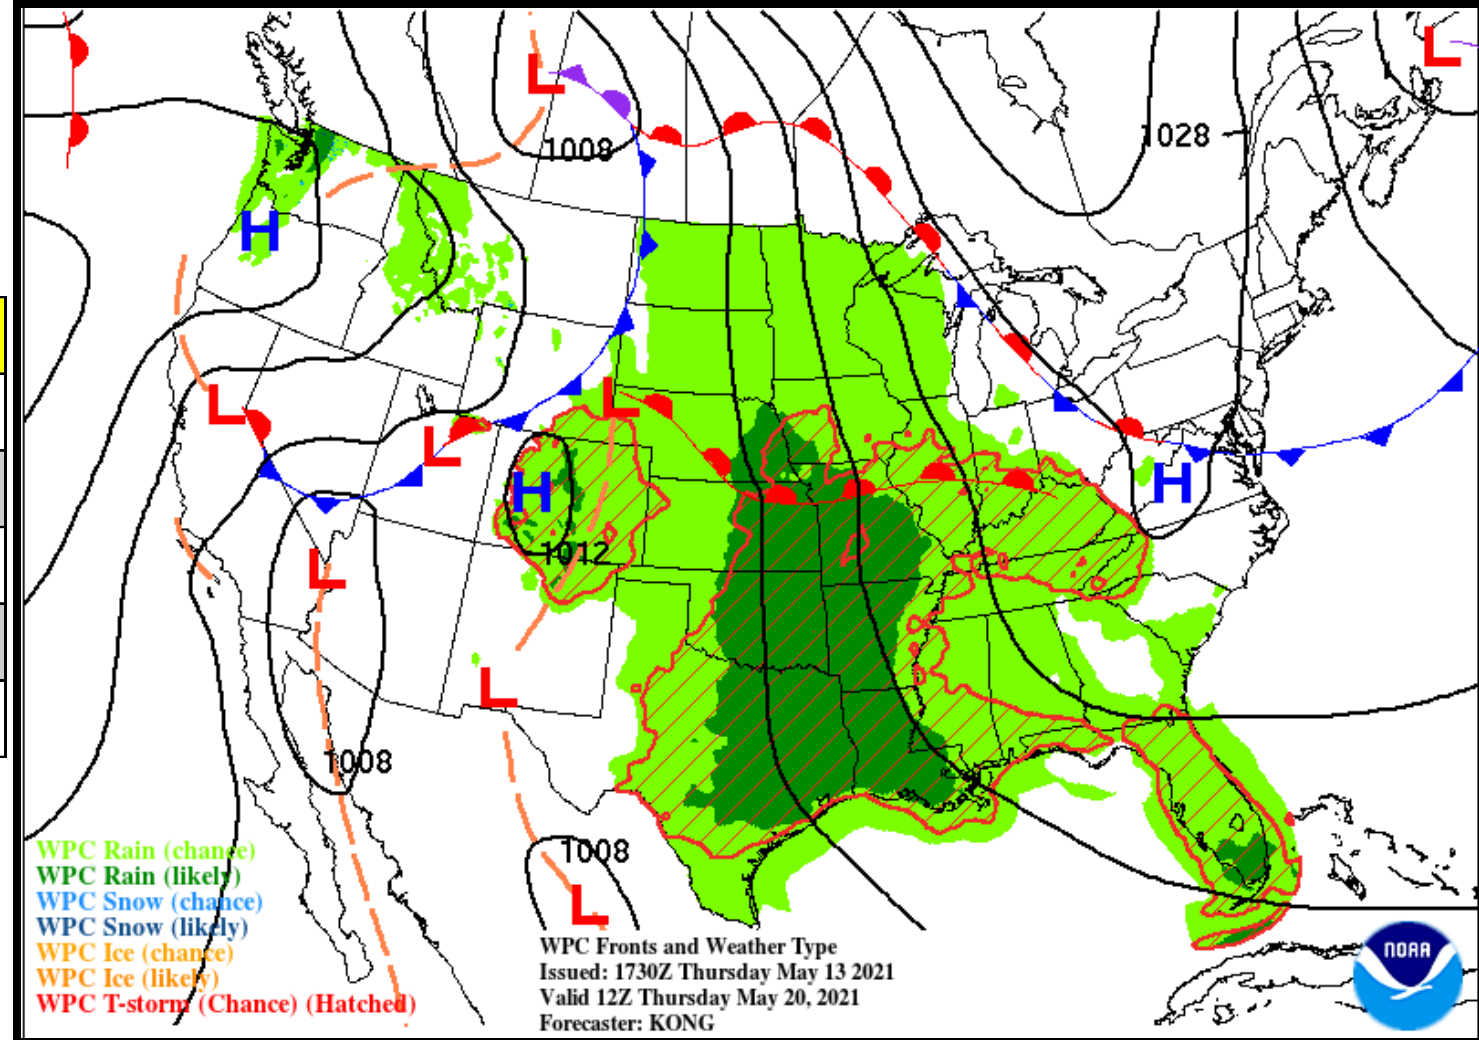 L
L
1008
1028
H
L
L
L
H
H
1012
L
L
1008
1008
L
WPC Rain (chance)
WPC Rain (likely)
WPC Snow (chance)
WPC Snow (likely)
WPC Ice (chance)
WPC Ice (likely)
WPC T-storm (Chance) (Hatched)
WPC Fronts and Weather Type
Issued: 1730Z Thursday May 13 2021
Valid 12Z Thursday May 20, 2021
Forecaster: KONG
NOAA